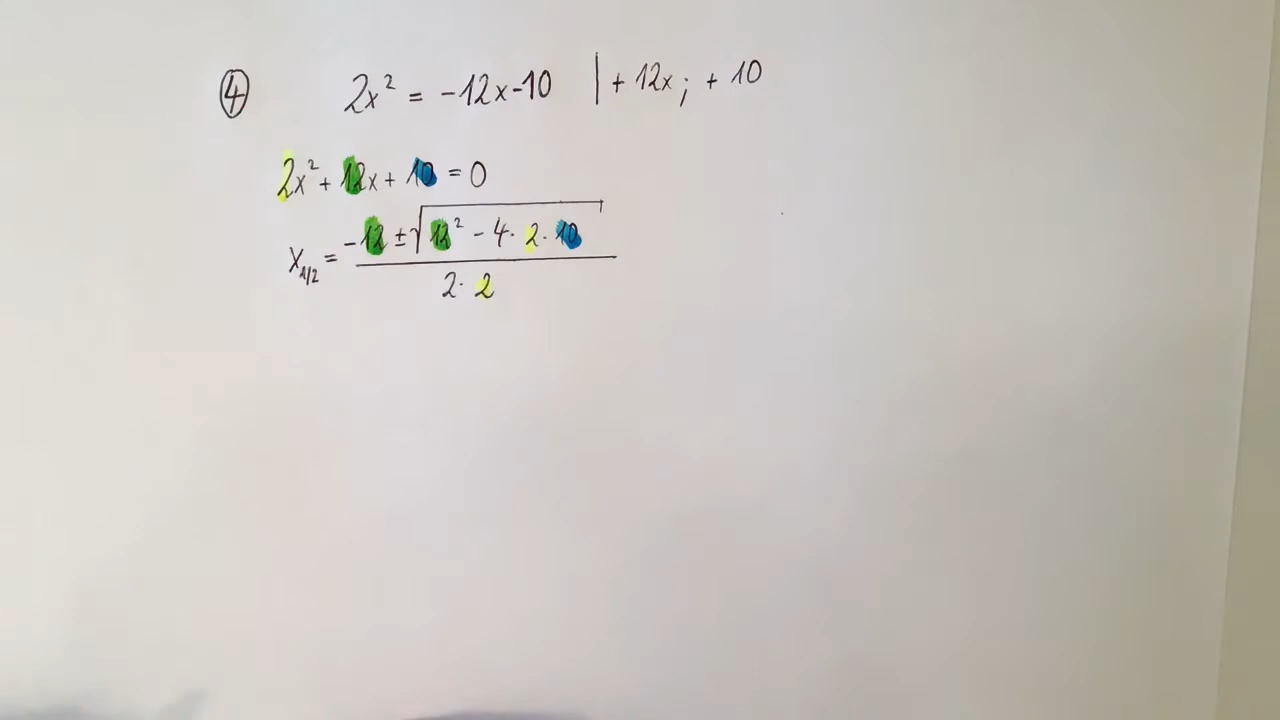 ④ 2x² = -12x-10 | + 12x ; + 10
2x² + 12x + 10 = 0
x₁/₂ = (-12 ± √(12² - 4 · 2 · 10)) / (2 · 2)